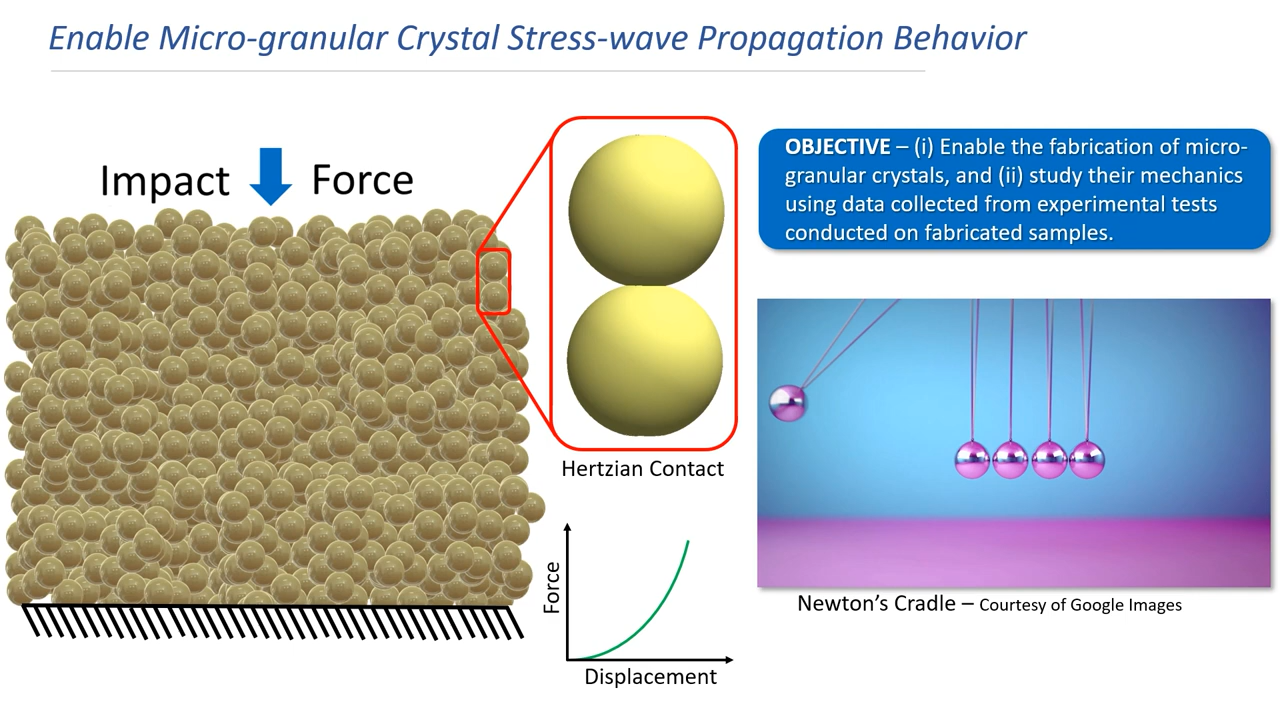 Enable Micro-granular Crystal Stress-wave Propagation Behavior
Impact Force
OBJECTIVE – (i) Enable the fabrication of micro-
granular crystals, and (ii) study their mechanics
using data collected from experimental tests
conducted on fabricated samples.
Hertzian Contact
Force
Displacement
Newton's Cradle – Courtesy of Google Images